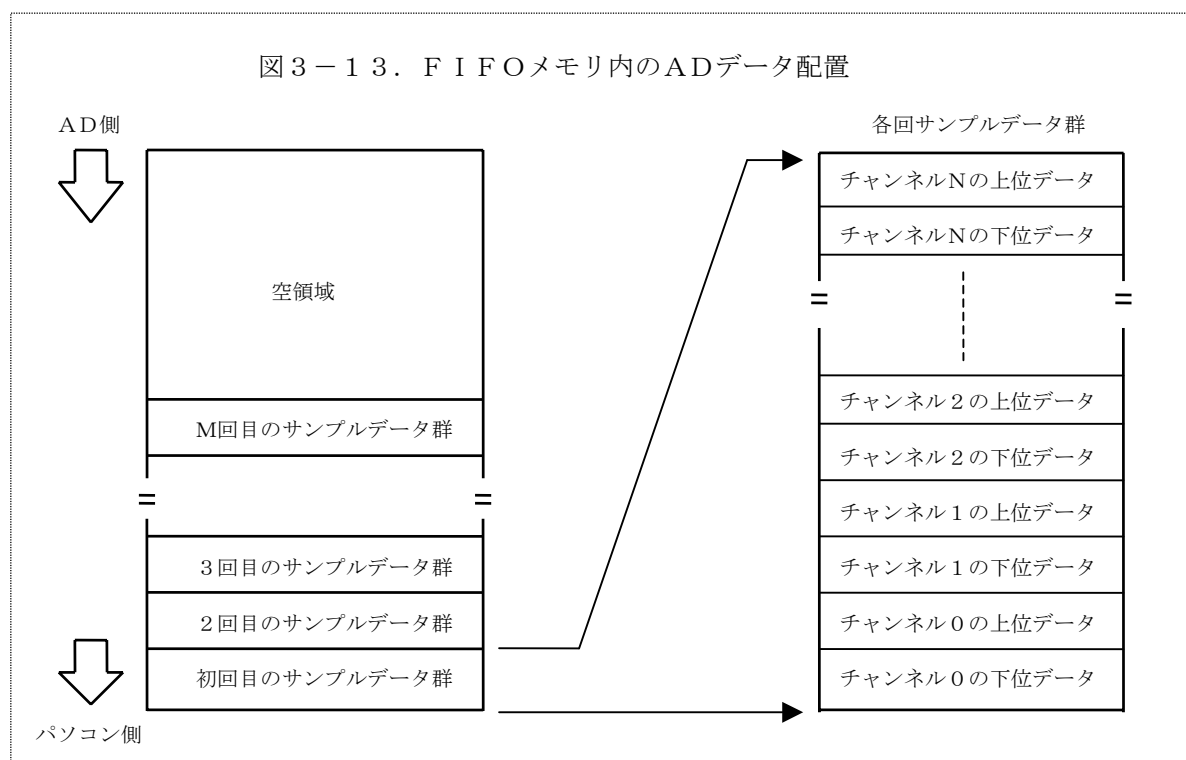 図３－１３．ＦＩＦＯメモリ内のＡＤデータ配置
ＡＤ側
空領域
M回目のサンプルデータ群
=
=
３回目のサンプルデータ群
２回目のサンプルデータ群
初回目のサンプルデータ群
パソコン側
各回サンプルデータ群
チャンネルＮの上位データ
チャンネルＮの下位データ
=
=
チャンネル２の上位データ
チャンネル２の下位データ
チャンネル１の上位データ
チャンネル１の下位データ
チャンネル０の上位データ
チャンネル０の下位データ